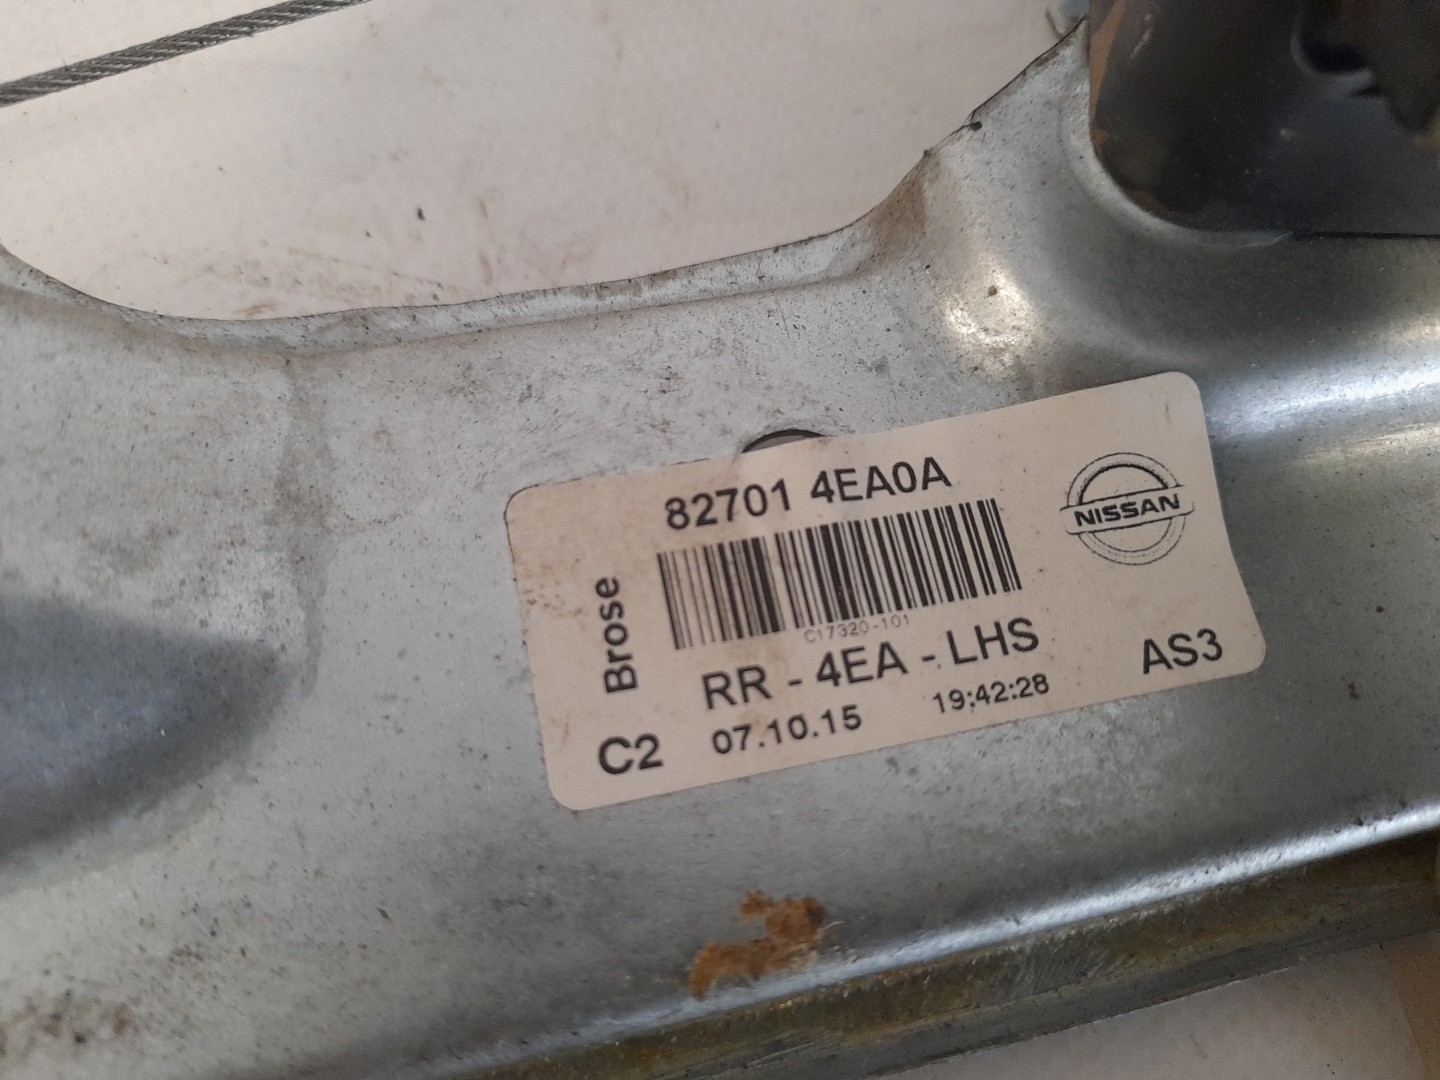 82701 4EA0A
NISSAN
C17320-101
Brose
RR - 4EA - LHS
AS3
C2
07.10.15 19:42:28